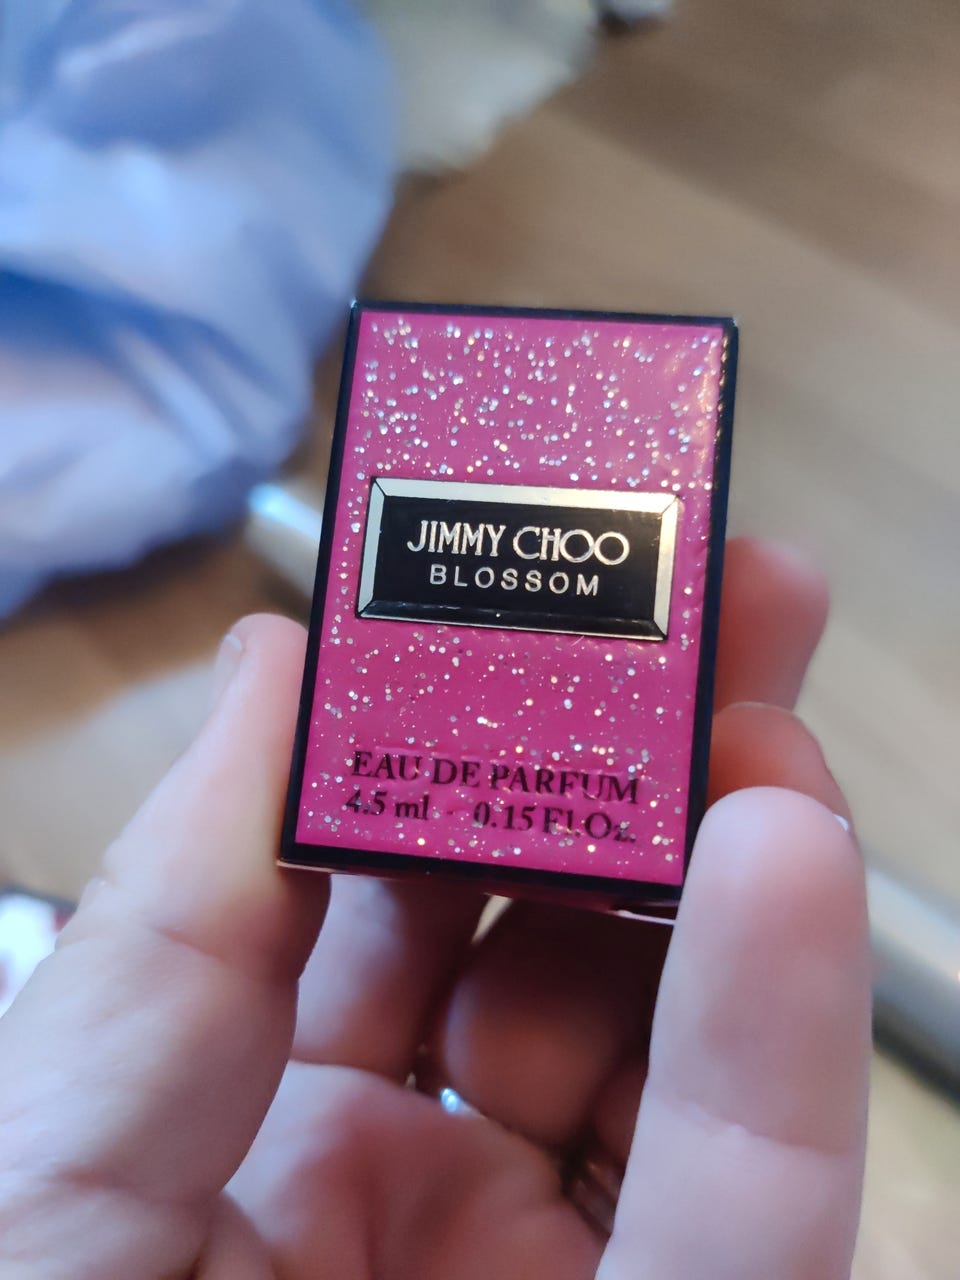 JIMMY CHOO
BLOSSOM
EAU DE PARFUM
4.5 ml - 0.15 Fl.Oz.